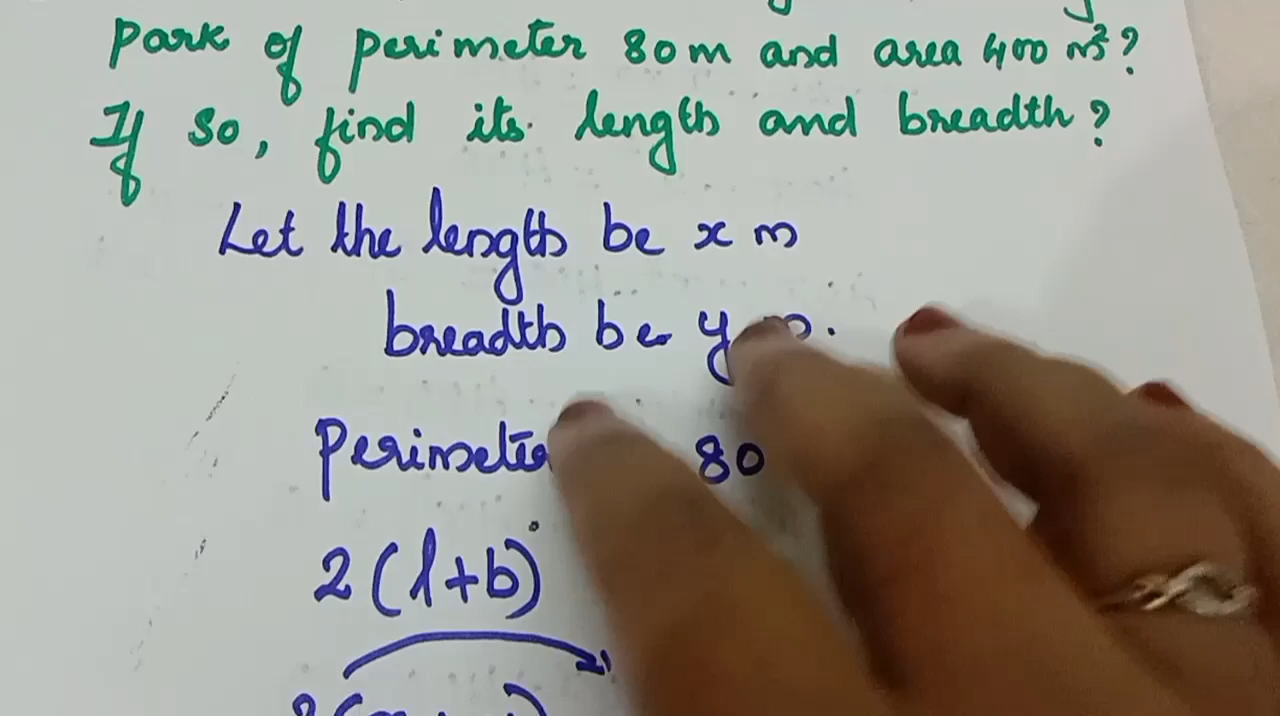 Park of perimeter 80m and area 400 m²?
If so, find its length and breadth?
Let the length be x m
breadth be y
Perimeter 80
2(l+b)